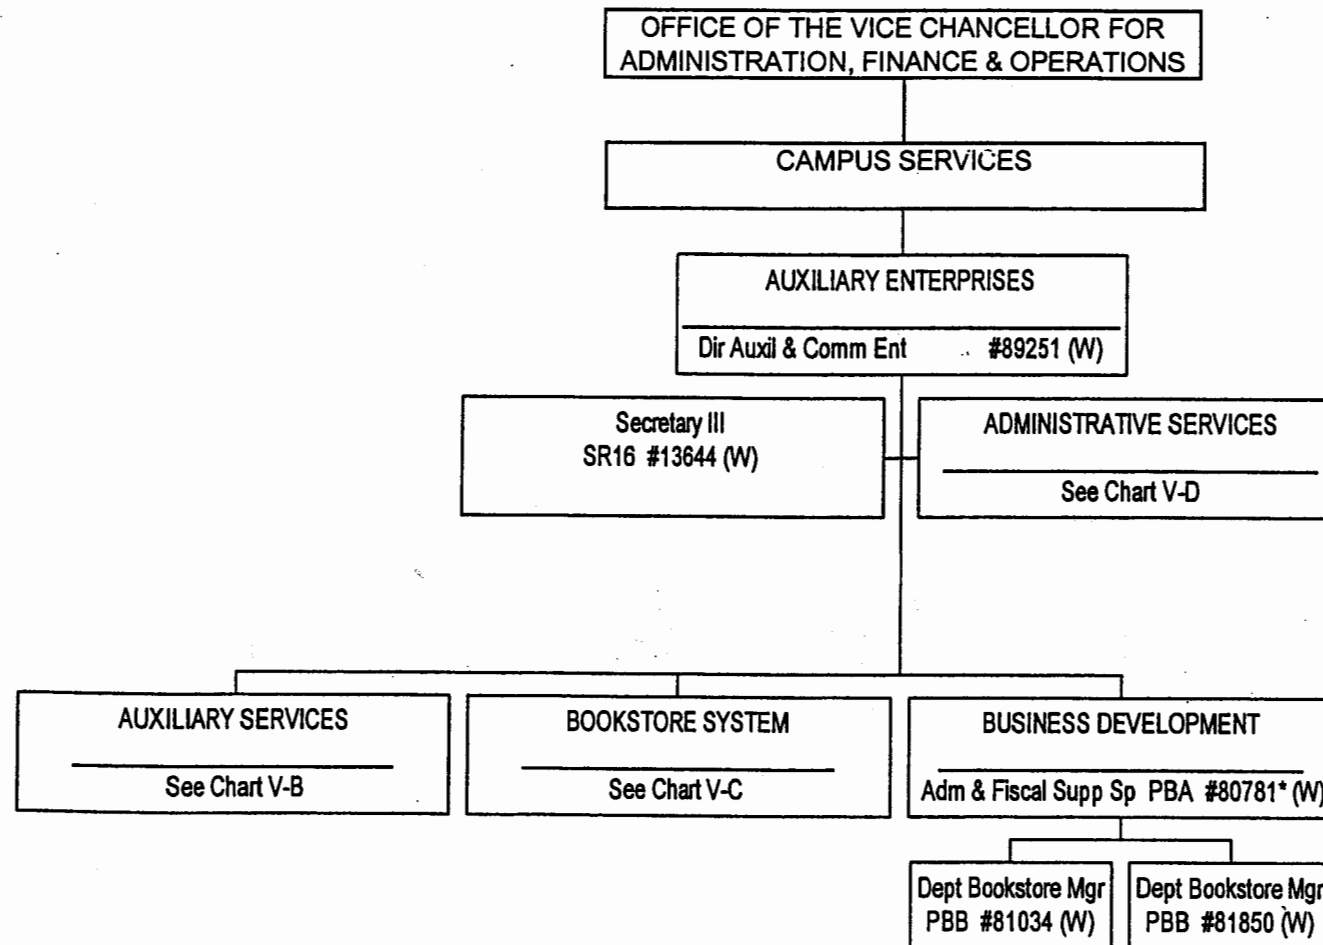 OFFICE OF THE VICE CHANCELLOR FOR
ADMINISTRATION, FINANCE & OPERATIONS
CAMPUS SERVICES
AUXILIARY ENTERPRISES
Dir Auxil & Comm Ent #89251 (W)
Secretary III
SR16 #13644 (W)
ADMINISTRATIVE SERVICES
See Chart V-D
AUXILIARY SERVICES
See Chart V-B
BOOKSTORE SYSTEM
See Chart V-C
BUSINESS DEVELOPMENT
Adm & Fiscal Supp Sp PBA #80781* (W)
Dept Bookstore Mgr
PBB #81034 (W)
Dept Bookstore Mgr
PBB #81850 (W)